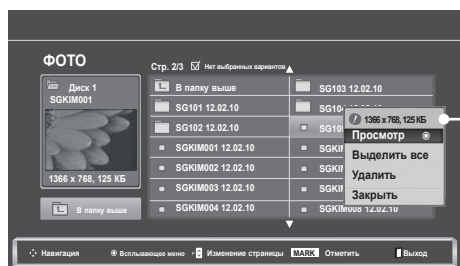 ФОТО
Стр. 2/3 Нет выбранных вариантов
Диск 1
SGKIM001
1366 x 768, 125 КБ
В папку выше
В папку выше
SG101 12.02.10
SG102 12.02.10
SGKIM001 12.02.10
SGKIM002 12.02.10
SGKIM003 12.02.10
SGKIM004 12.02.10
SG103 12.02.10
SGKIM008 12.02.10
1366 x 768, 125 КБ
Просмотр
Выделить все
Удалить
Закрыть
Навигация Всплывающее меню Изменение страницы MARK Отметить Выход